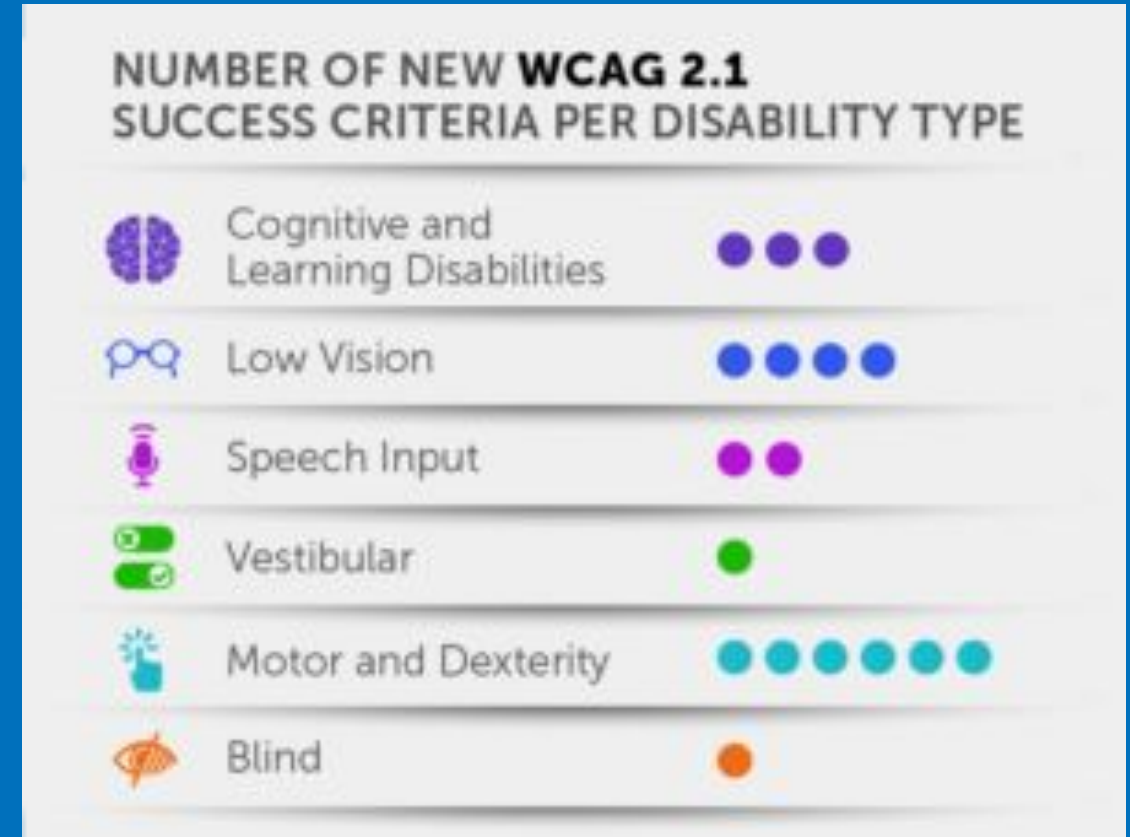 NUMBER OF NEW WCAG 2.1
SUCCESS CRITERIA PER DISABILITY TYPE
Cognitive and
Learning Disabilities
Low Vision
Speech Input
Vestibular
Motor and Dexterity
Blind